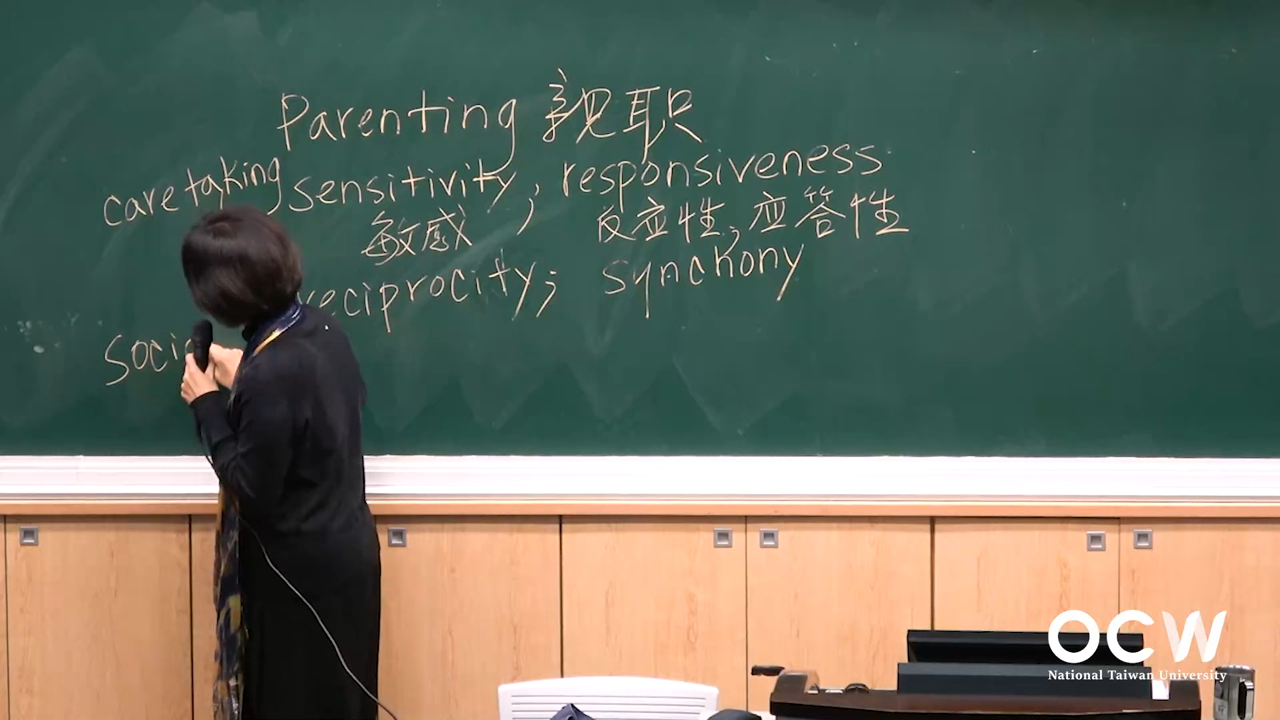 Parenting 親职
caretaking sensitivity; responsiveness
敏感 反应性, 应答性
reciprocity; synchony
Soci
OCW
National Taiwan University